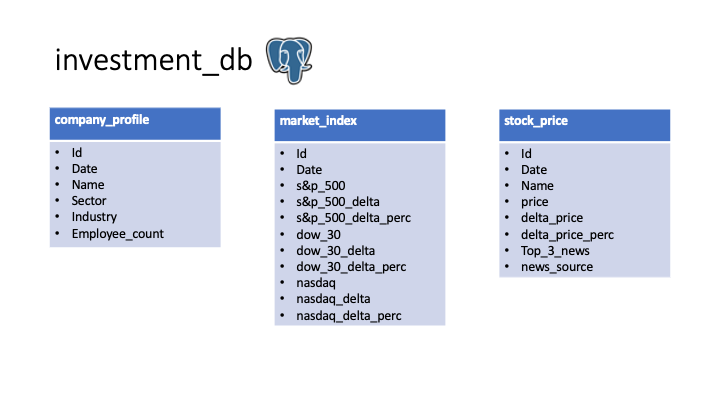 investment_db
company_profile
• Id
• Date
• Name
• Sector
• Industry
• Employee_count
market_index
• Id
• Date
• s&p_500
• s&p_500_delta
• s&p_500_delta_perc
• dow_30
• dow_30_delta
• dow_30_delta_perc
• nasdaq
• nasdaq_delta
• nasdaq_delta_perc
stock_price
• Id
• Date
• Name
• price
• delta_price
• delta_price_perc
• Top_3_news
• news_source